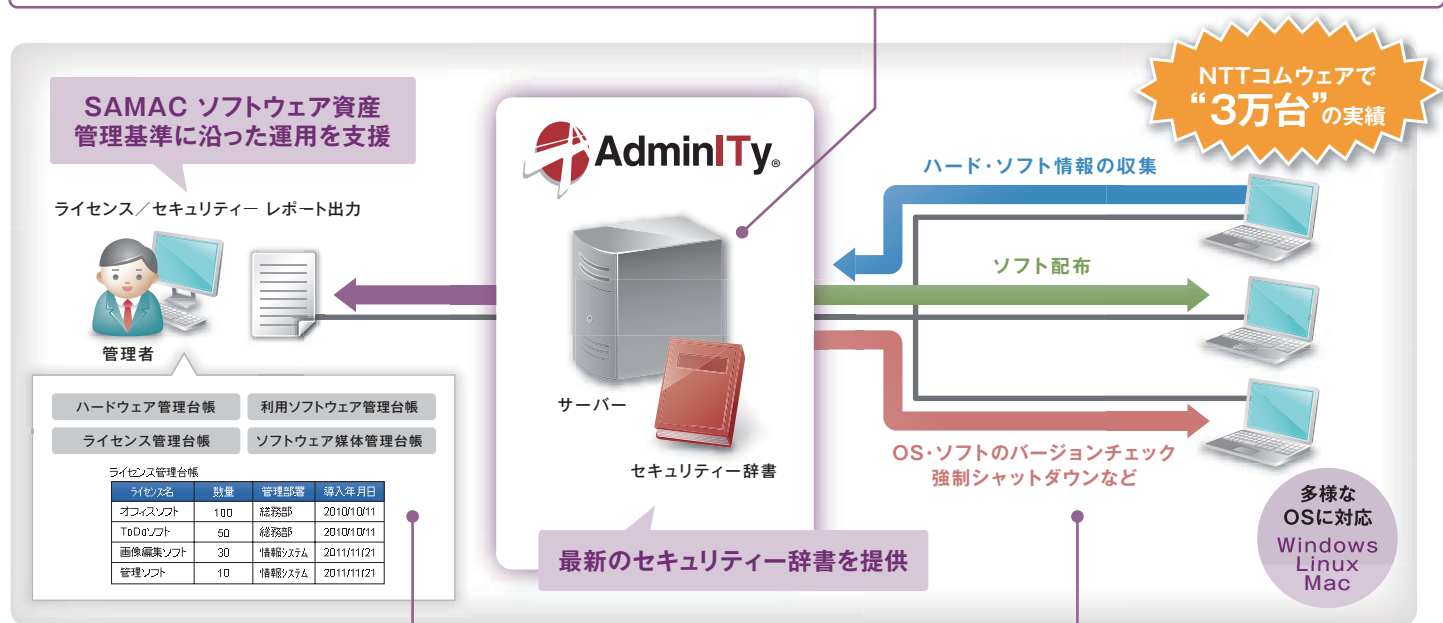 SAMAC ソフトウェア資産
管理基準に沿った運用を支援
ライセンス／セキュリティー レポート出力
管理者
ハードウェア管理台帳
利用ソフトウェア管理台帳
ライセンス管理台帳
ソフトウェア媒体管理台帳
ライセンス管理台帳
ライセンス名 数量 管理部署 導入年月日
オフィスソフト 100 総務部 2010/10/11
ToDoソフト 50 総務部 2010/10/11
画像編集ソフト 30 情報システム 2011/11/21
管理ソフト 10 情報システム 2011/11/21
AdminITy®
サーバー
セキュリティー辞書
最新のセキュリティー辞書を提供
NTTコムウェアで
“3万台”の実績
ハード・ソフト情報の収集
ソフト配布
OS・ソフトのバージョンチェック
強制シャットダウンなど
多様な
OSに対応
Windows
Linux
Mac